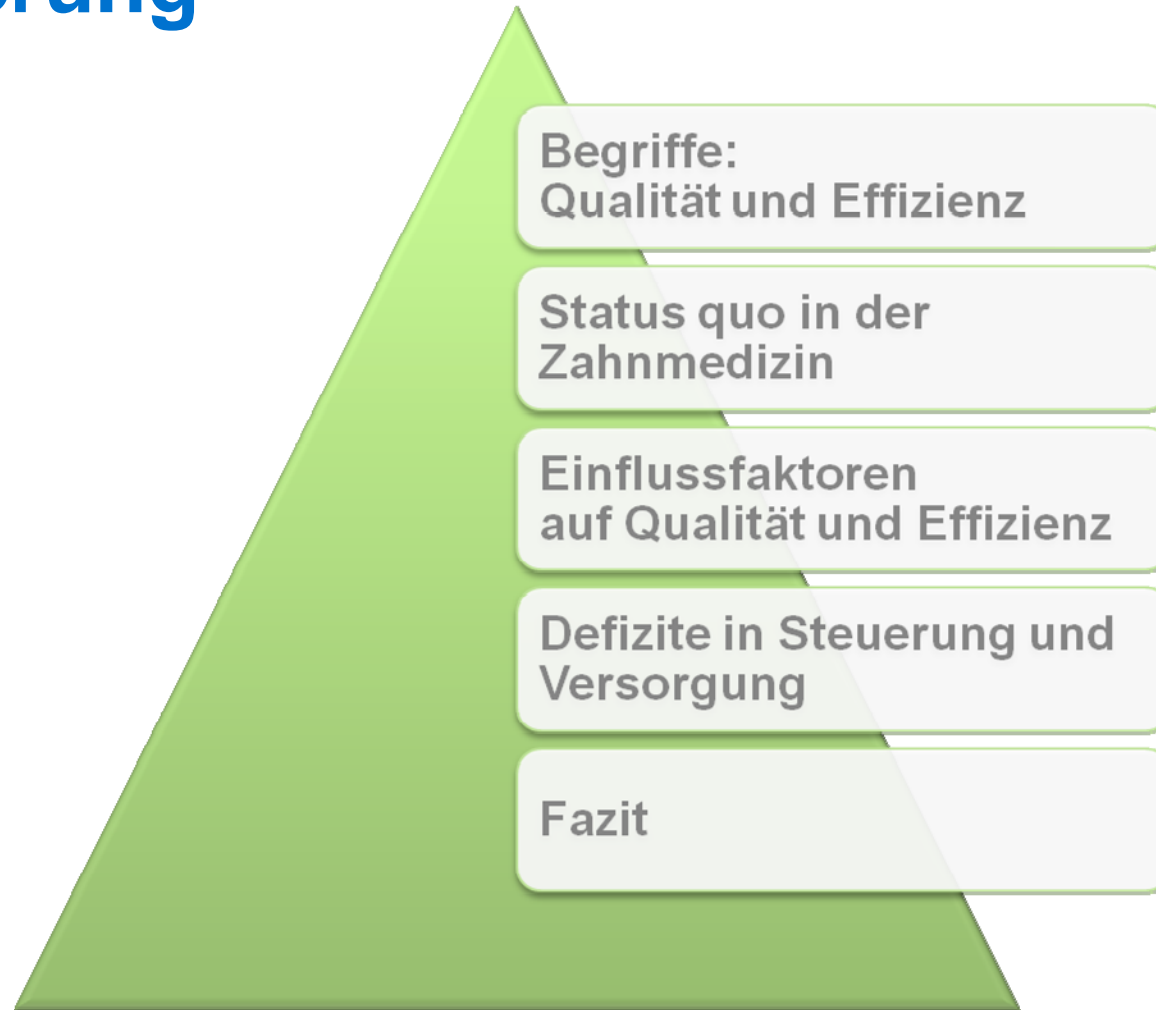 Begriffe:
Qualität und Effizienz
Status quo in der
Zahnmedizin
Einflussfaktoren
auf Qualität und Effizienz
Defizite in Steuerung und
Versorgung
Fazit